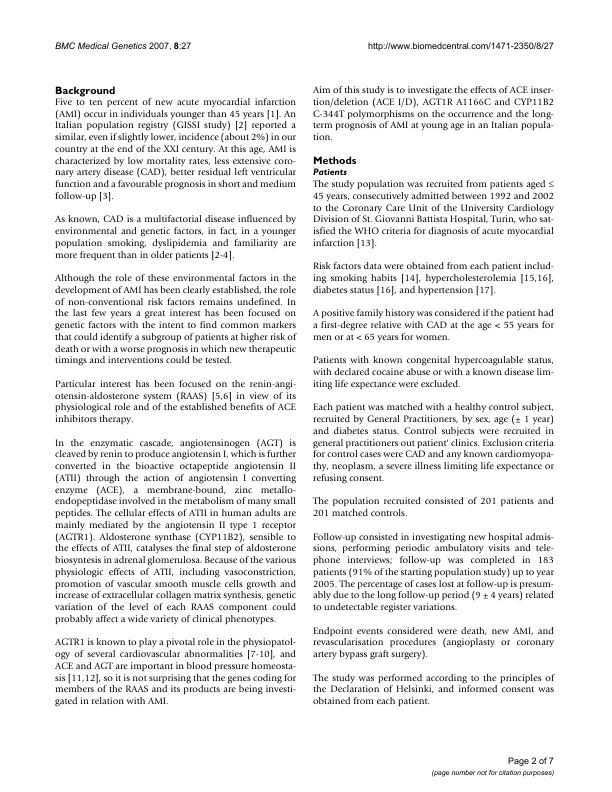 BMC Medical Genetics 2007, 8:27
http://www.biomedcentral.com/1471-2350/8/27
Background
Five to ten percent of new acute myocardial infarction
(AMI) occur in individuals younger than 45 years [1]. An
Italian population registry (GISSI study) [2] reported a
similar, even if slightly lower, incidence (about 2%) in our
country at the end of the XXI century. At this age, AMI is
characterized by low mortality rates, less extensive coro-
nary artery disease (CAD), better residual left ventricular
function and a favourable prognosis in short and medium
follow-up [3].
As known, CAD is a multifactorial disease influenced by
environmental and genetic factors, in fact, in a younger
population smoking, dyslipidemia and familiarity are
more frequent than in older patients [2-4].
Although the role of these environmental factors in the
development of AMI has been clearly established, the role
of non-conventional risk factors remains undefined. In
the last few years a great interest has been focused on
genetic factors with the intent to find common markers
that could identify a subgroup of patients at higher risk of
death or with a worse prognosis in which new therapeutic
timings and interventions could be tested.
Particular interest has been focused on the renin-angi-
otensin-aldosterone system (RAAS) [5,6] in view of its
physiological role and of the established benefits of ACE
inhibitors therapy.
In the enzymatic cascade, angiotensinogen (AGT) is
cleaved by renin to produce angiotensin I, which is further
converted in the bioactive octapeptide angiotensin II
(ATII) through the action of angiotensin I converting
enzyme (ACE), a membrane-bound, zinc metallo-
endopeptidase involved in the metabolism of many small
peptides. The cellular effects of ATII in human adults are
mainly mediated by the angiotensin II type 1 receptor
(AGTR1). Aldosterone synthase (CYP11B2), sensible to
the effects of ATII, catalyses the final step of aldosterone
biosyntesis in adrenal glomerulosa. Because of the various
physiologic effects of ATII, including vasoconstriction,
promotion of vascular smooth muscle cells growth and
increase of extracellular collagen matrix synthesis, genetic
variation of the level of each RAAS component could
probably affect a wide variety of clinical phenotypes.
AGTR1 is known to play a pivotal role in the physiopatol-
ogy of several cardiovascular abnormalities [7-10], and
ACE and AGT are important in blood pressure homeosta-
sis [11,12], so it is not surprising that the genes coding for
members of the RAAS and its products are being investi-
gated in relation with AMI.
Aim of this study is to investigate the effects of ACE inser-
tion/deletion (ACE I/D), AGT1R A1166C and CYP11B2
C-344T polymorphisms on the occurrence and the long-
term prognosis of AMI at young age in an Italian popula-
tion.
Methods
Patients
The study population was recruited from patients aged ≤
45 years, consecutively admitted between 1992 and 2002
to the Coronary Care Unit of the University Cardiology
Division of St. Giovanni Battista Hospital, Turin, who sat-
isfied the WHO criteria for diagnosis of acute myocardial
infarction [13].
Risk factors data were obtained from each patient includ-
ing smoking habits [14], hypercholesterolemia [15,16],
diabetes status [16], and hypertension [17].
A positive family history was considered if the patient had
a first-degree relative with CAD at the age < 55 years for
men or at < 65 years for women.
Patients with known congenital hypercoagulable status,
with declared cocaine abuse or with a known disease lim-
iting life expectance were excluded.
Each patient was matched with a healthy control subject,
recruited by General Practitioners, by sex, age (± 1 year)
and diabetes status. Control subjects were recruited in
general practitioners out patient' clinics. Exclusion criteria
for control cases were CAD and any known cardiomyopa-
thy, neoplasm, a severe illness limiting life expectance or
refusing consent.
The population recruited consisted of 201 patients and
201 matched controls.
Follow-up consisted in investigating new hospital admis-
sions, performing periodic ambulatory visits and tele-
phone interviews; follow-up was completed in 183
patients (91% of the starting population study) up to year
2005. The percentage of cases lost at follow-up is presum-
ably due to the long follow-up period (9 ± 4 years) related
to undetectable register variations.
Endpoint events considered were death, new AMI, and
revascularisation procedures (angioplasty or coronary
artery bypass graft surgery).
The study was performed according to the principles of
the Declaration of Helsinki, and informed consent was
obtained from each patient.
Page 2 of 7
(page number not for citation purposes)